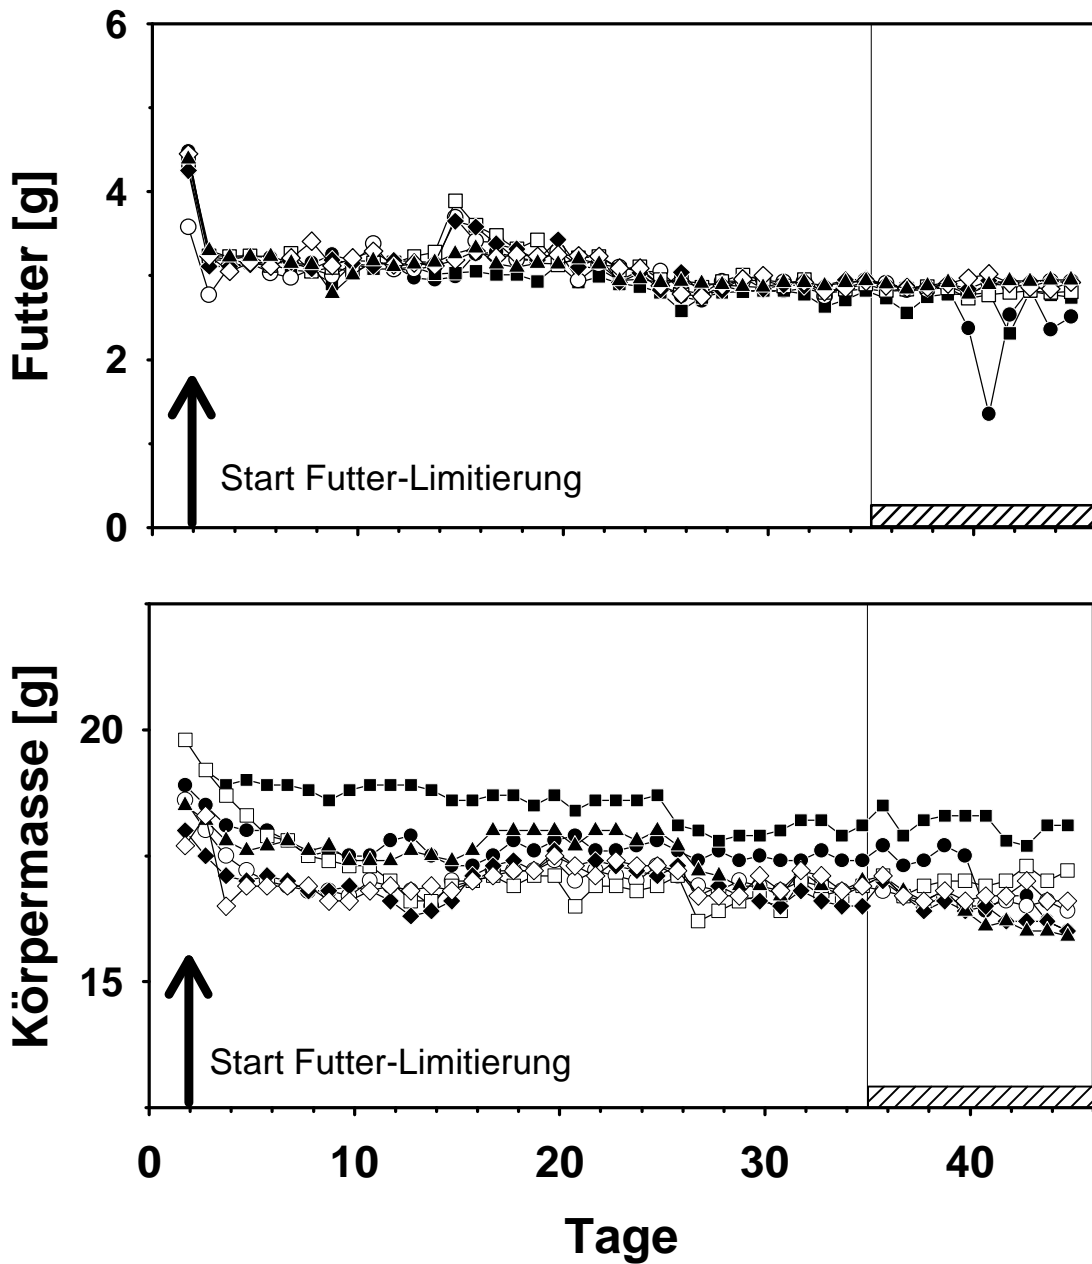 6
4
2
0
Futter [g]
Start Futter-Limitierung
20
15
Körpermasse [g]
Start Futter-Limitierung
0 10 20 30 40
Tage